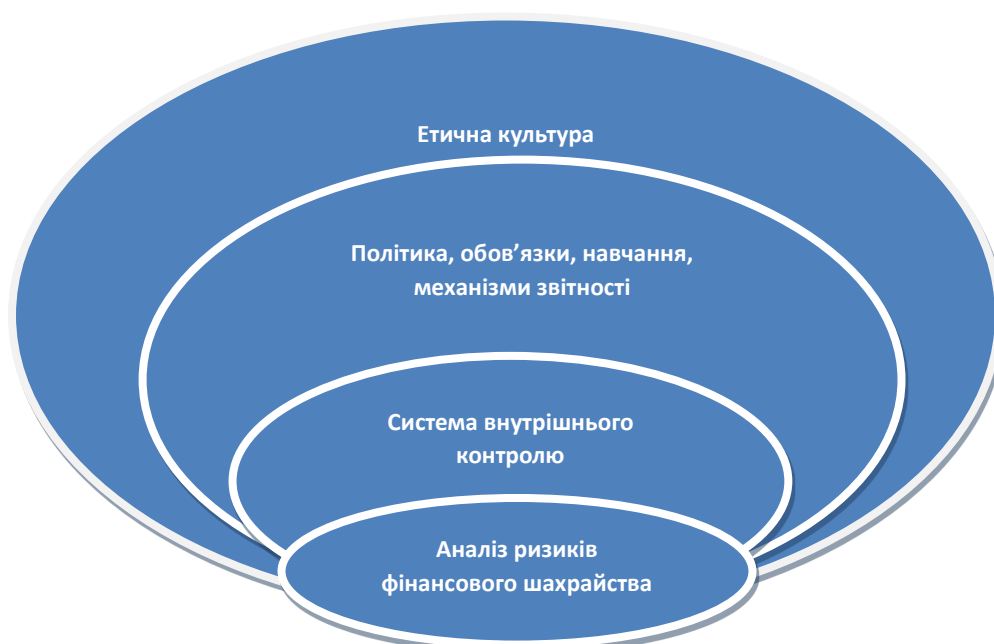 Етична культура
Політика, обов’язки, навчання,
механізми звітності
Система внутрішнього
контролю
Аналіз ризиків
фінансового шахрайства